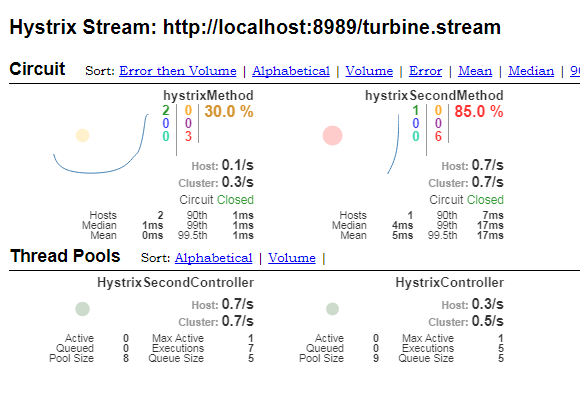 Hystrix Stream: http://localhost:8989/turbine.stream
Circuit Sort: Error then Volume | Alphabetical | Volume | Error | Mean | Median | 90
hystrixMethod
2 0 30.0 %
0 0
0 3
Host: 0.1/s
Cluster: 0.3/s
Circuit Closed
Hosts 2 90th 1ms
Median 1ms 99th 1ms
Mean 0ms 99.5th 1ms
hystrixSecondMethod
1 0 85.0 %
0 0
0 6
Host: 0.7/s
Cluster: 0.7/s
Circuit Closed
Hosts 1 90th 7ms
Median 4ms 99th 17ms
Mean 5ms 99.5th 17ms
Thread Pools Sort: Alphabetical | Volume |
HystrixSecondController
Host: 0.7/s
Cluster: 0.7/s
Active 0 Max Active 1
Queued 0 Executions 7
Pool Size 8 Queue Size 5
HystrixController
Host: 0.3/s
Cluster: 0.5/s
Active 0 Max Active 1
Queued 0 Executions 5
Pool Size 9 Queue Size 5